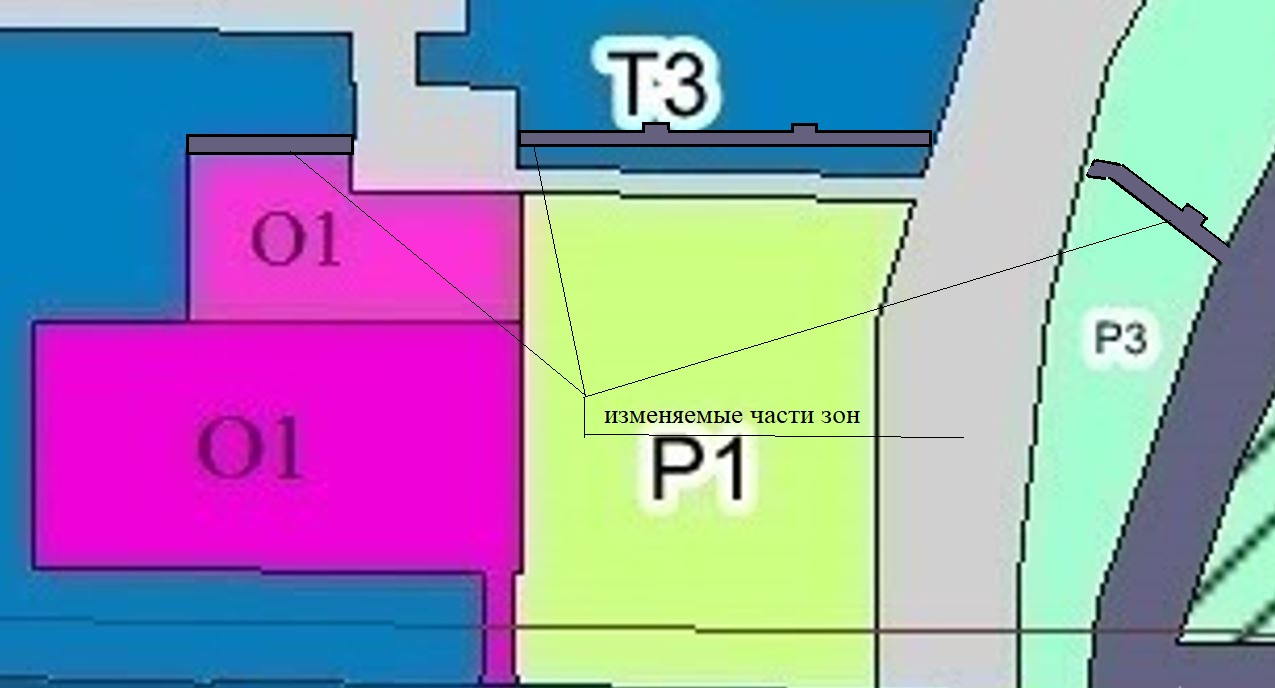 Т3
О1
Р3
изменяемые части зон
О1
Р1